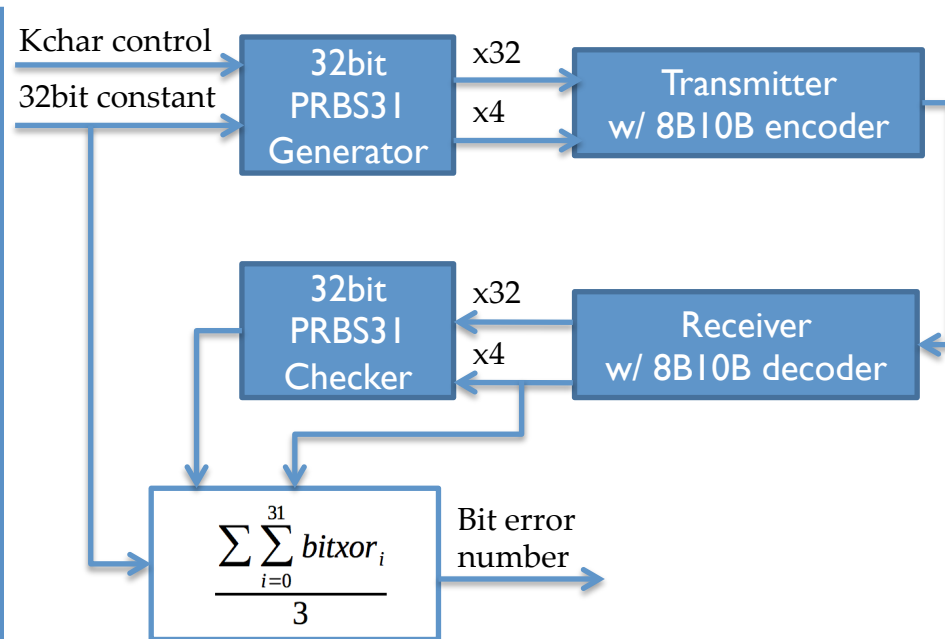 Kchar control
32bit constant
32bit
PRBS31
Generator
x32
x4
Transmitter
w/ 8B10B encoder
32bit
PRBS31
Checker
x32
x4
Receiver
w/ 8B10B decoder
∑ ∑ 31 i=0 bitxor i
3
Bit error
number